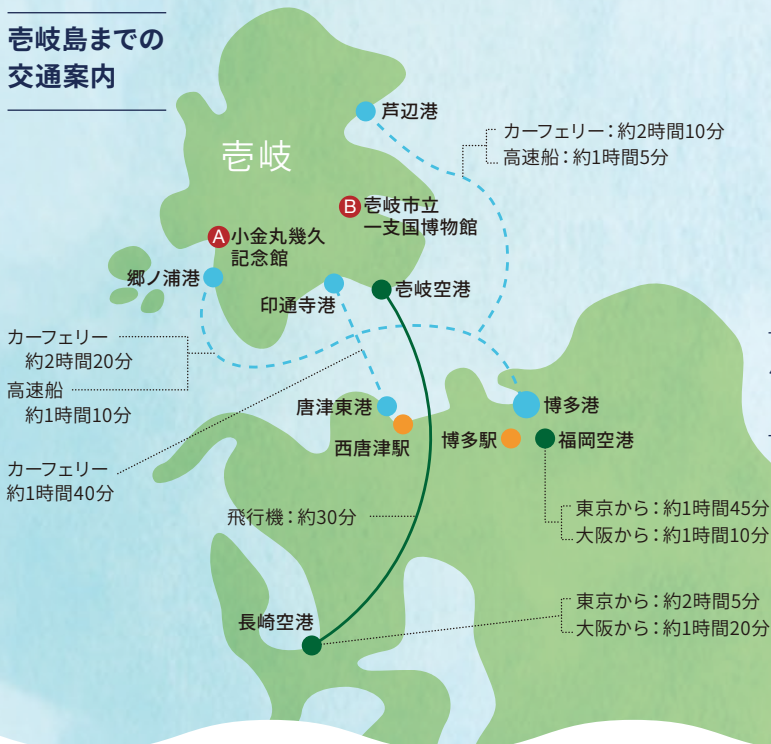 壱岐島までの
交通案内
芦辺港
カーフェリー：約2時間10分
高速船：約1時間5分
壱岐
B 壱岐市立
一支国博物館
A 小金丸幾久
記念館
郷ノ浦港
印通寺港
壱岐空港
カーフェリー
約2時間20分
高速船
約1時間10分
唐津東港
西唐津駅
博多港
博多駅
福岡空港
カーフェリー
約1時間40分
飛行機：約30分
東京から：約1時間45分
大阪から：約1時間10分
長崎空港
東京から：約2時間5分
大阪から：約1時間20分